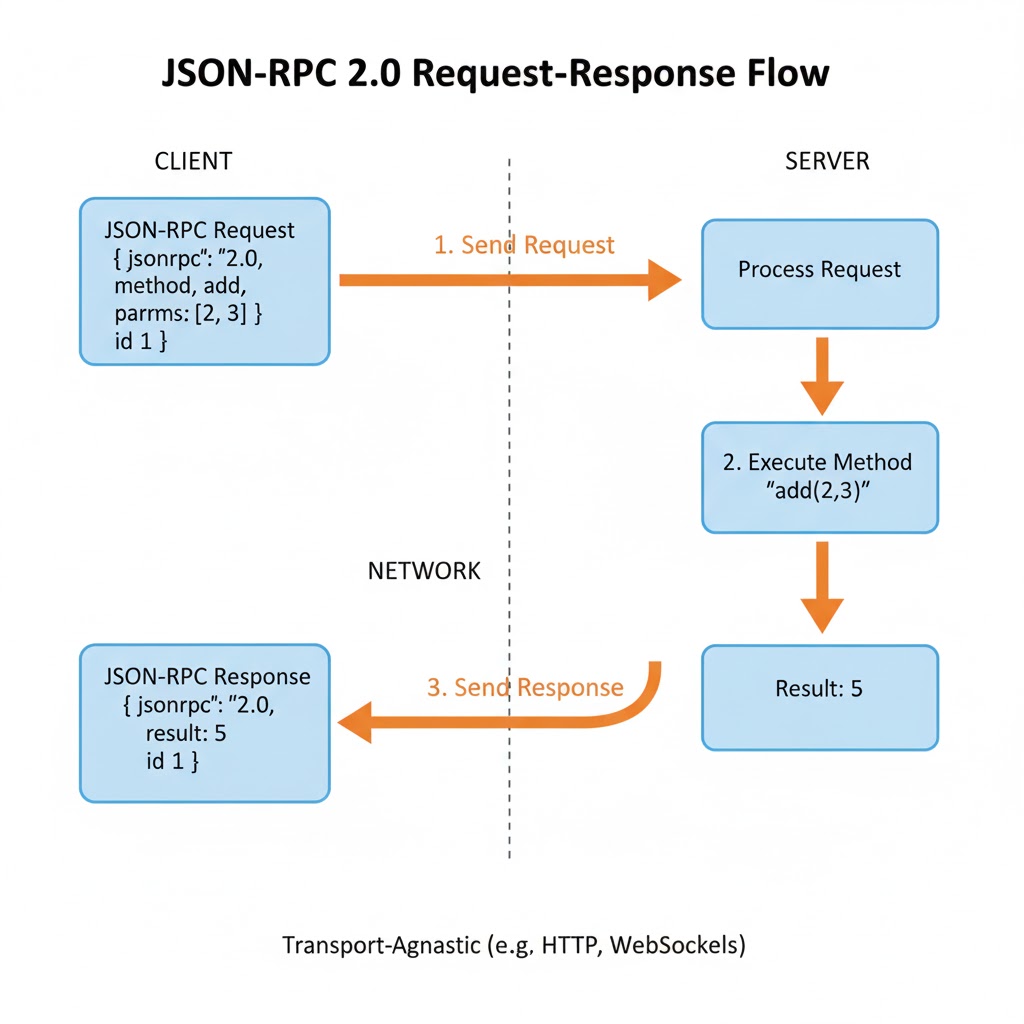 JSON-RPC 2.0 Request-Response Flow
CLIENT
SERVER
JSON-RPC Request
{ jsonrpc": "2.0,
method, add,
parrms: [2, 3] }
id 1 }
1. Send Request
Process Request
2. Execute Method
"add(2,3)"
NETWORK
JSON-RPC Response
{ jsonrpc": "2.0,
result: 5
id 1 }
3. Send Response
Result: 5
Transport-Agnastic (e.g, HTTP, WebSockels)